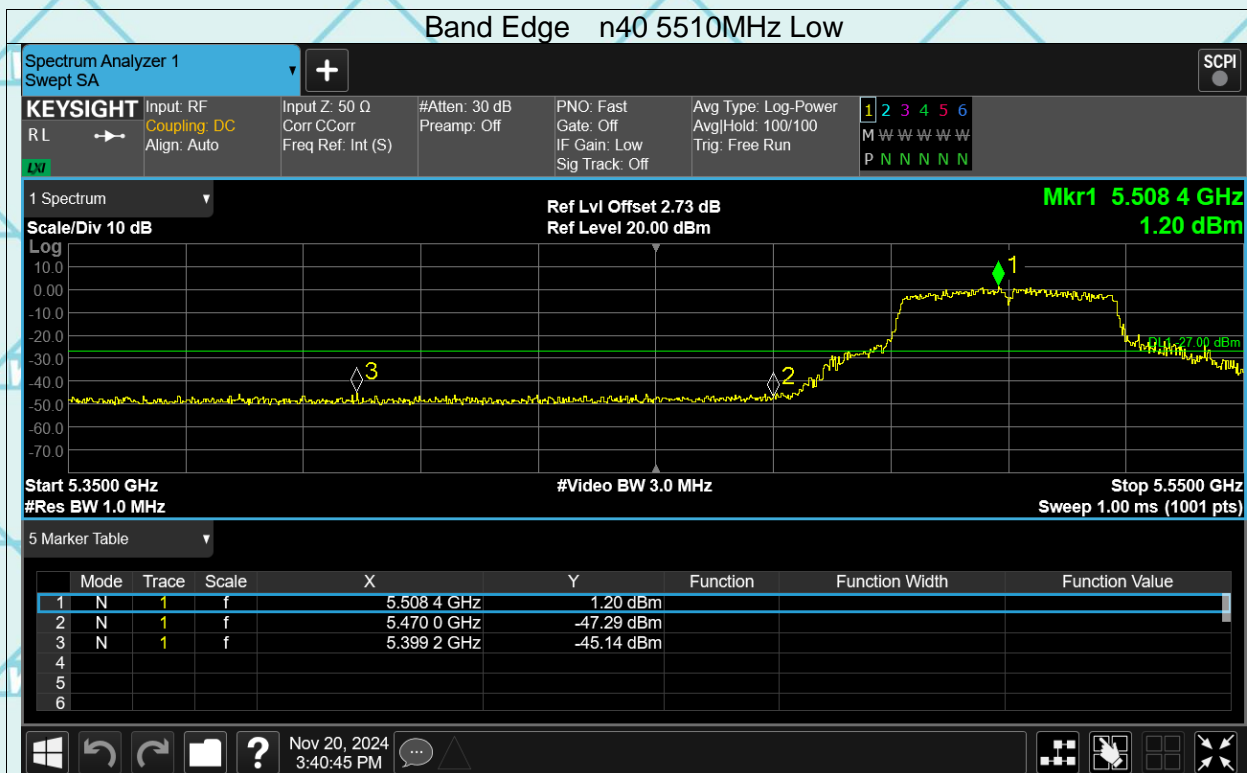 Band Edge n40 5510MHz Low
Spectrum Analyzer 1
Swept SA
SCPI
KEYSIGHT
R L
LXI
Input: RF
Coupling: DC
Align: Auto
Input Z: 50 Ω
Corr CCorr
Freq Ref: Int (S)
#Atten: 30 dB
Preamp: Off
PNO: Fast
Gate: Off
IF Gain: Low
Sig Track: Off
Avg Type: Log-Power
Avg|Hold: 100/100
Trig: Free Run
1 2 3 4 5 6
M W W W W W
P N N N N N
1 Spectrum
Scale/Div 10 dB
Ref Lvl Offset 2.73 dB
Ref Level 20.00 dBm
Mkr1 5.508 4 GHz
1.20 dBm
Log
10.0
0.00
-10.0
-20.0
-30.0
-40.0
-50.0
-60.0
-70.0
1
2
3
DL1 -27.00 dBm
Start 5.3500 GHz
#Res BW 1.0 MHz
#Video BW 3.0 MHz
Stop 5.5500 GHz
Sweep 1.00 ms (1001 pts)
5 Marker Table
Mode Trace Scale X Y Function Function Width Function Value
1 N 1 f 5.508 4 GHz 1.20 dBm
2 N 1 f 5.470 0 GHz -47.29 dBm
3 N 1 f 5.399 2 GHz -45.14 dBm
4
5
6
?
Nov 20, 2024
3:40:45 PM